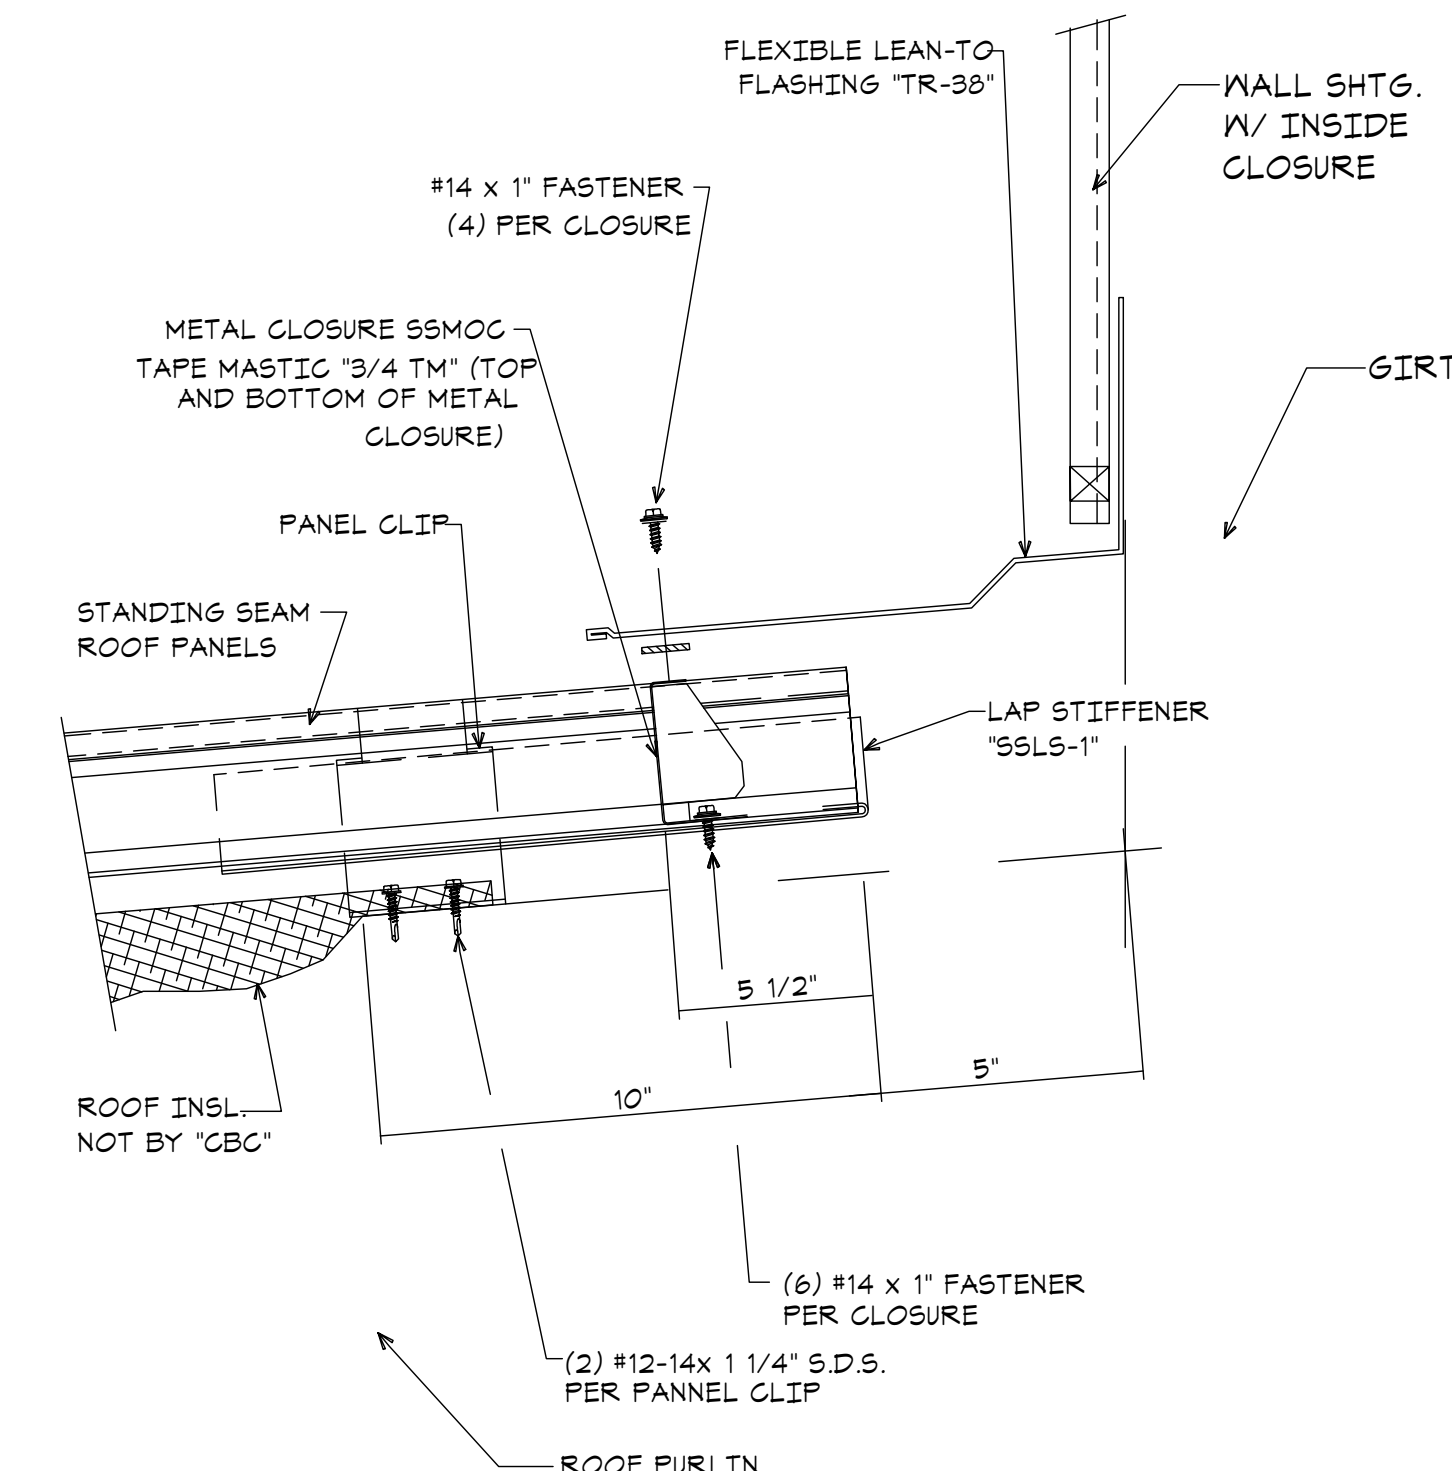 FLEXIBLE LEAN-TO
FLASHING "TR-38"
WALL SHTG.
W/ INSIDE
CLOSURE
#14 x 1" FASTENER
(4) PER CLOSURE
METAL CLOSURE SSMOC
TAPE MASTIC "3/4 TM" (TOP
AND BOTTOM OF METAL
CLOSURE)
GIRT
PANEL CLIP
STANDING SEAM
ROOF PANELS
LAP STIFFENER
"SSLS-1"
5 1/2"
5"
10"
ROOF INSL.
NOT BY "CBC"
(6) #14 x 1" FASTENER
PER CLOSURE
(2) #12-14x 1 1/4" S.D.S.
PER PANNEL CLIP
ROOF PURLIN